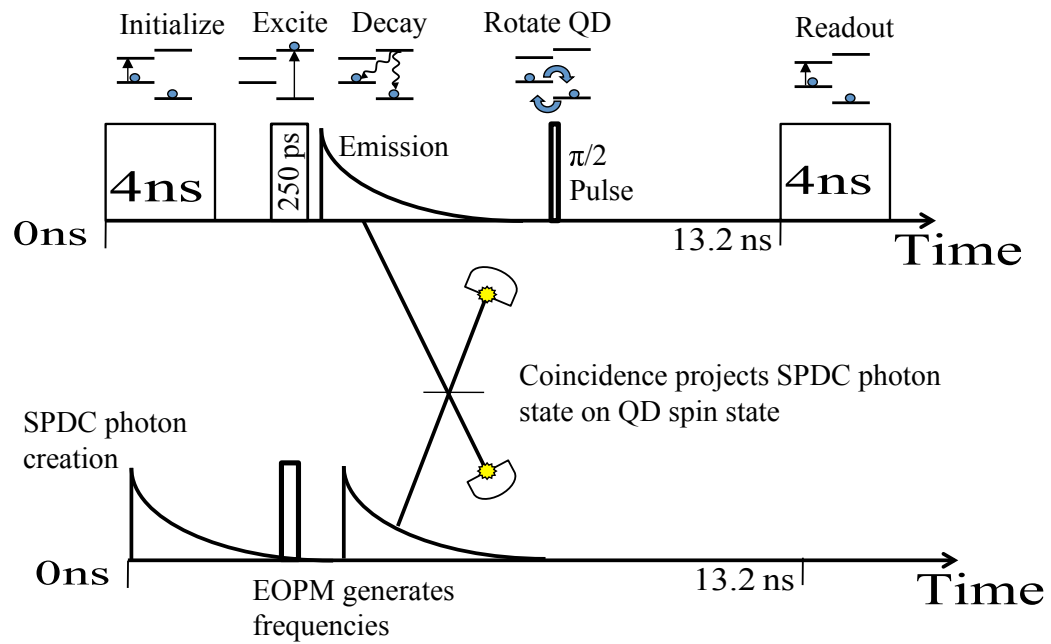 Initialize
Excite
Decay
Rotate QD
Readout
4ns
250 ps
Emission
π/2
Pulse
4ns
0ns
13.2 ns
Time
Coincidence projects SPDC photon
state on QD spin state
SPDC photon
creation
0ns
EOPM generates
frequencies
13.2 ns
Time